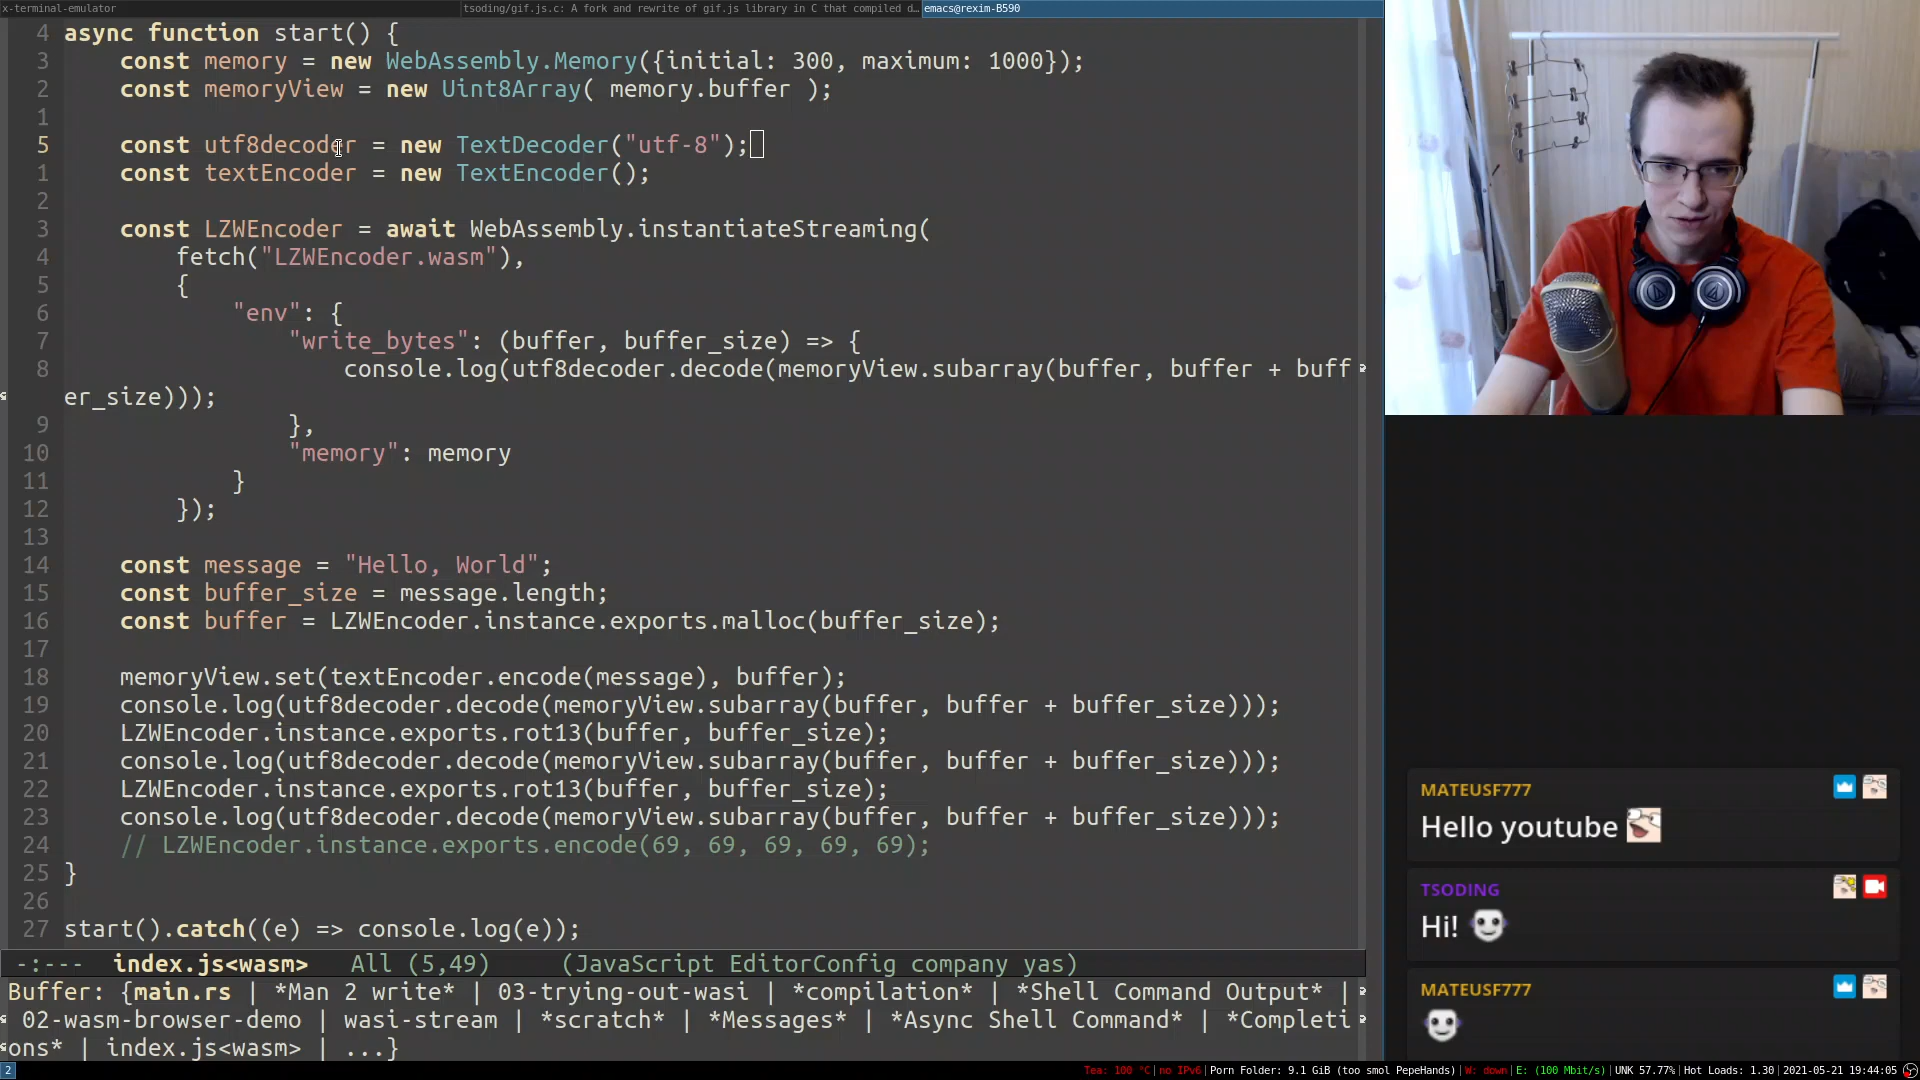 x-terminal-emulator
tsoding/gif.js.c: A fork and rewrite of gif.js library in C that compiled d…
emacs@rexim-B590
4 async function start() {
3 const memory = new WebAssembly.Memory({initial: 300, maximum: 1000});
2 const memoryView = new Uint8Array( memory.buffer );
1
5 const utf8decoder = new TextDecoder("utf-8");
1 const textEncoder = new TextEncoder();
2
3 const LZWEncoder = await WebAssembly.instantiateStreaming(
4 fetch("LZWEncoder.wasm"),
5 {
6 "env": {
7 "write_bytes": (buffer, buffer_size) => {
8 console.log(utf8decoder.decode(memoryView.subarray(buffer, buffer + buff
er_size)));
9 },
10 "memory": memory
11 }
12 });
13
14 const message = "Hello, World";
15 const buffer_size = message.length;
16 const buffer = LZWEncoder.instance.exports.malloc(buffer_size);
17
18 memoryView.set(textEncoder.encode(message), buffer);
19 console.log(utf8decoder.decode(memoryView.subarray(buffer, buffer + buffer_size)));
20 LZWEncoder.instance.exports.rot13(buffer, buffer_size);
21 console.log(utf8decoder.decode(memoryView.subarray(buffer, buffer + buffer_size)));
22 LZWEncoder.instance.exports.rot13(buffer, buffer_size);
23 console.log(utf8decoder.decode(memoryView.subarray(buffer, buffer + buffer_size)));
24 // LZWEncoder.instance.exports.encode(69, 69, 69, 69, 69);
25 }
26
27 start().catch((e) => console.log(e));
-:--- index.js<wasm> All (5,49) (JavaScript EditorConfig company yas)
Buffer: {main.rs | *Man 2 write* | 03-trying-out-wasi | *compilation* | *Shell Command Output* |
02-wasm-browser-demo | wasi-stream | *scratch* | *Messages* | *Async Shell Command* | *Completi
ons* | index.js<wasm> | ...}
MATEUSF777
Hello youtube
TSODING
Hi!
MATEUSF777
2
Tea: 100 °C|no IPv6|Porn Folder: 9.1 GiB (too smol PepeHands)|W: down|E: (100 Mbit/s)|UNK 57.77%|Hot Loads: 1.30|2021-05-21 19:44:05